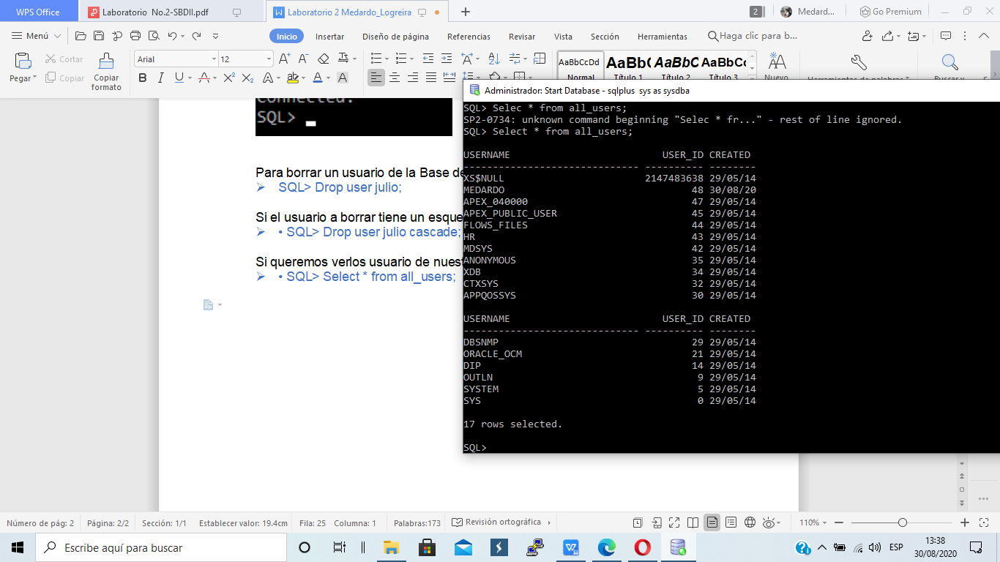 WPS Office
Laboratorio No.2-SBDII.pdf
Laboratorio 2 Medardo_Logreira
+
2
Medard...
Go Premium
Menú
Inicio
Insertar
Diseño de página
Referencias
Revisar
Vista
Sección
Herramientas
Haga clic para b...
Pegar
Cortar
Copiar
Copiar
formato
Arial
12
AaBbCcDd
Normal
AaBb(
Título 1
AaBbC
Título 2
AaBbC
Título 3
Nuevo
Connected.
SQL>
Para borrar un usuario de la Base de
SQL> Drop user julio;
Si el usuario a borrar tiene un esque
• SQL> Drop user julio cascade;
Si queremos verlos usuario de nues
• SQL> Select * from all_users;
Administrador: Start Database - sqlplus sys as sysdba
SQL> Selec * from all_users;
SP2-0734: unknown command beginning "Selec * fr..." - rest of line ignored.
SQL> Select * from all_users;
USERNAME USER_ID CREATED
------------------------------ ---------- --------
XS$NULL 2147483638 29/05/14
MEDARDO 48 30/08/20
APEX_040000 47 29/05/14
APEX_PUBLIC_USER 45 29/05/14
FLOWS_FILES 44 29/05/14
HR 43 29/05/14
MDSYS 42 29/05/14
ANONYMOUS 35 29/05/14
XDB 34 29/05/14
CTXSYS 32 29/05/14
APPQOSSYS 30 29/05/14
USERNAME USER_ID CREATED
------------------------------ ---------- --------
DBSNMP 29 29/05/14
ORACLE_OCM 21 29/05/14
DIP 14 29/05/14
OUTLN 9 29/05/14
SYSTEM 5 29/05/14
SYS 0 29/05/14
17 rows selected.
SQL>
Número de pág: 2
Página: 2/2
Sección: 1/1
Establecer valor: 19.4cm
Fila: 25
Columna: 1
Palabras:173
Revisión ortográfica
110%
Escribe aquí para buscar
ESP
13:38
30/08/2020